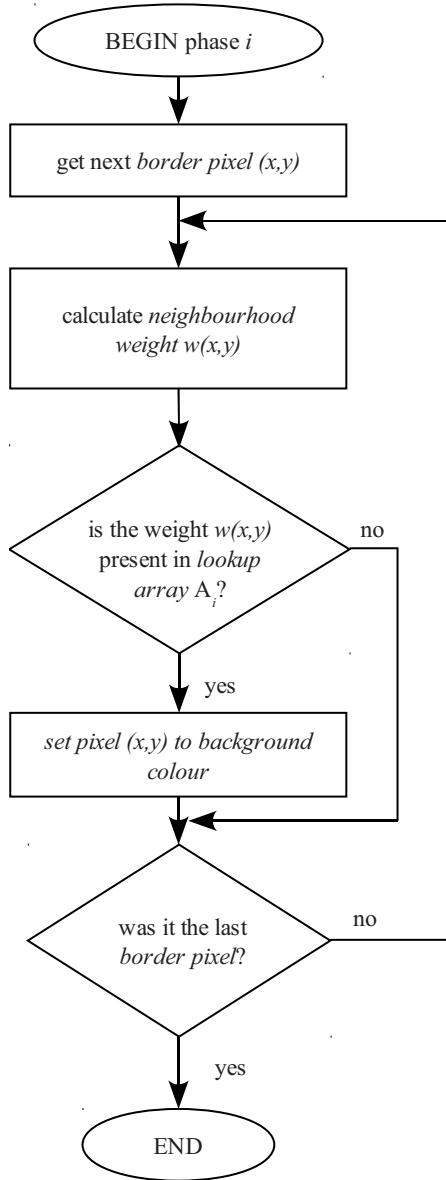 BEGIN phase i
get next border pixel (x,y)
calculate neighbourhood
weight w(x,y)
is the weight w(x,y)
present in lookup
array Ai?
no
yes
set pixel (x,y) to background
colour
was it the last
border pixel?
no
yes
END